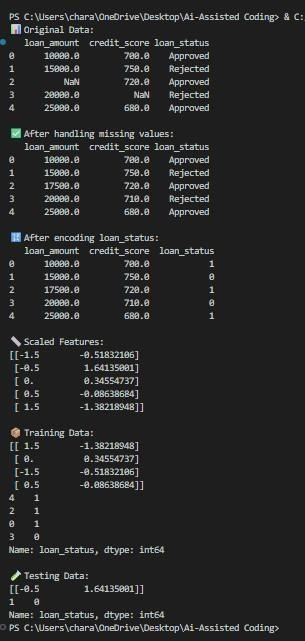 PS C:\Users\chara\OneDrive\Desktop\Ai-Assisted Coding> & C:
📊 Original Data:
   loan_amount  credit_score loan_status
0      10000.0         700.0    Approved
1      15000.0         750.0    Rejected
2          NaN         720.0    Approved
3      20000.0           NaN    Rejected
4      25000.0         680.0    Approved

✅ After handling missing values:
   loan_amount  credit_score loan_status
0      10000.0         700.0    Approved
1      15000.0         750.0    Rejected
2      17500.0         720.0    Approved
3      20000.0         710.0    Rejected
4      25000.0         680.0    Approved

🔢 After encoding loan_status:
   loan_amount  credit_score  loan_status
0      10000.0         700.0            1
1      15000.0         750.0            0
2      17500.0         720.0            1
3      20000.0         710.0            0
4      25000.0         680.0            1

📏 Scaled Features:
[[-1.5        -0.51832106]
 [-0.5         1.64135001]
 [ 0.          0.34554737]
 [ 0.5        -0.08638684]
 [ 1.5        -1.38218948]]

📦 Training Data:
[[ 1.5        -1.38218948]
 [ 0.          0.34554737]
 [-1.5        -0.51832106]
 [ 0.5        -0.08638684]]
4    1
2    1
0    1
3    0
Name: loan_status, dtype: int64

🧪 Testing Data:
[[-0.5         1.64135001]]
1    0
Name: loan_status, dtype: int64
PS C:\Users\chara\OneDrive\Desktop\Ai-Assisted Coding>